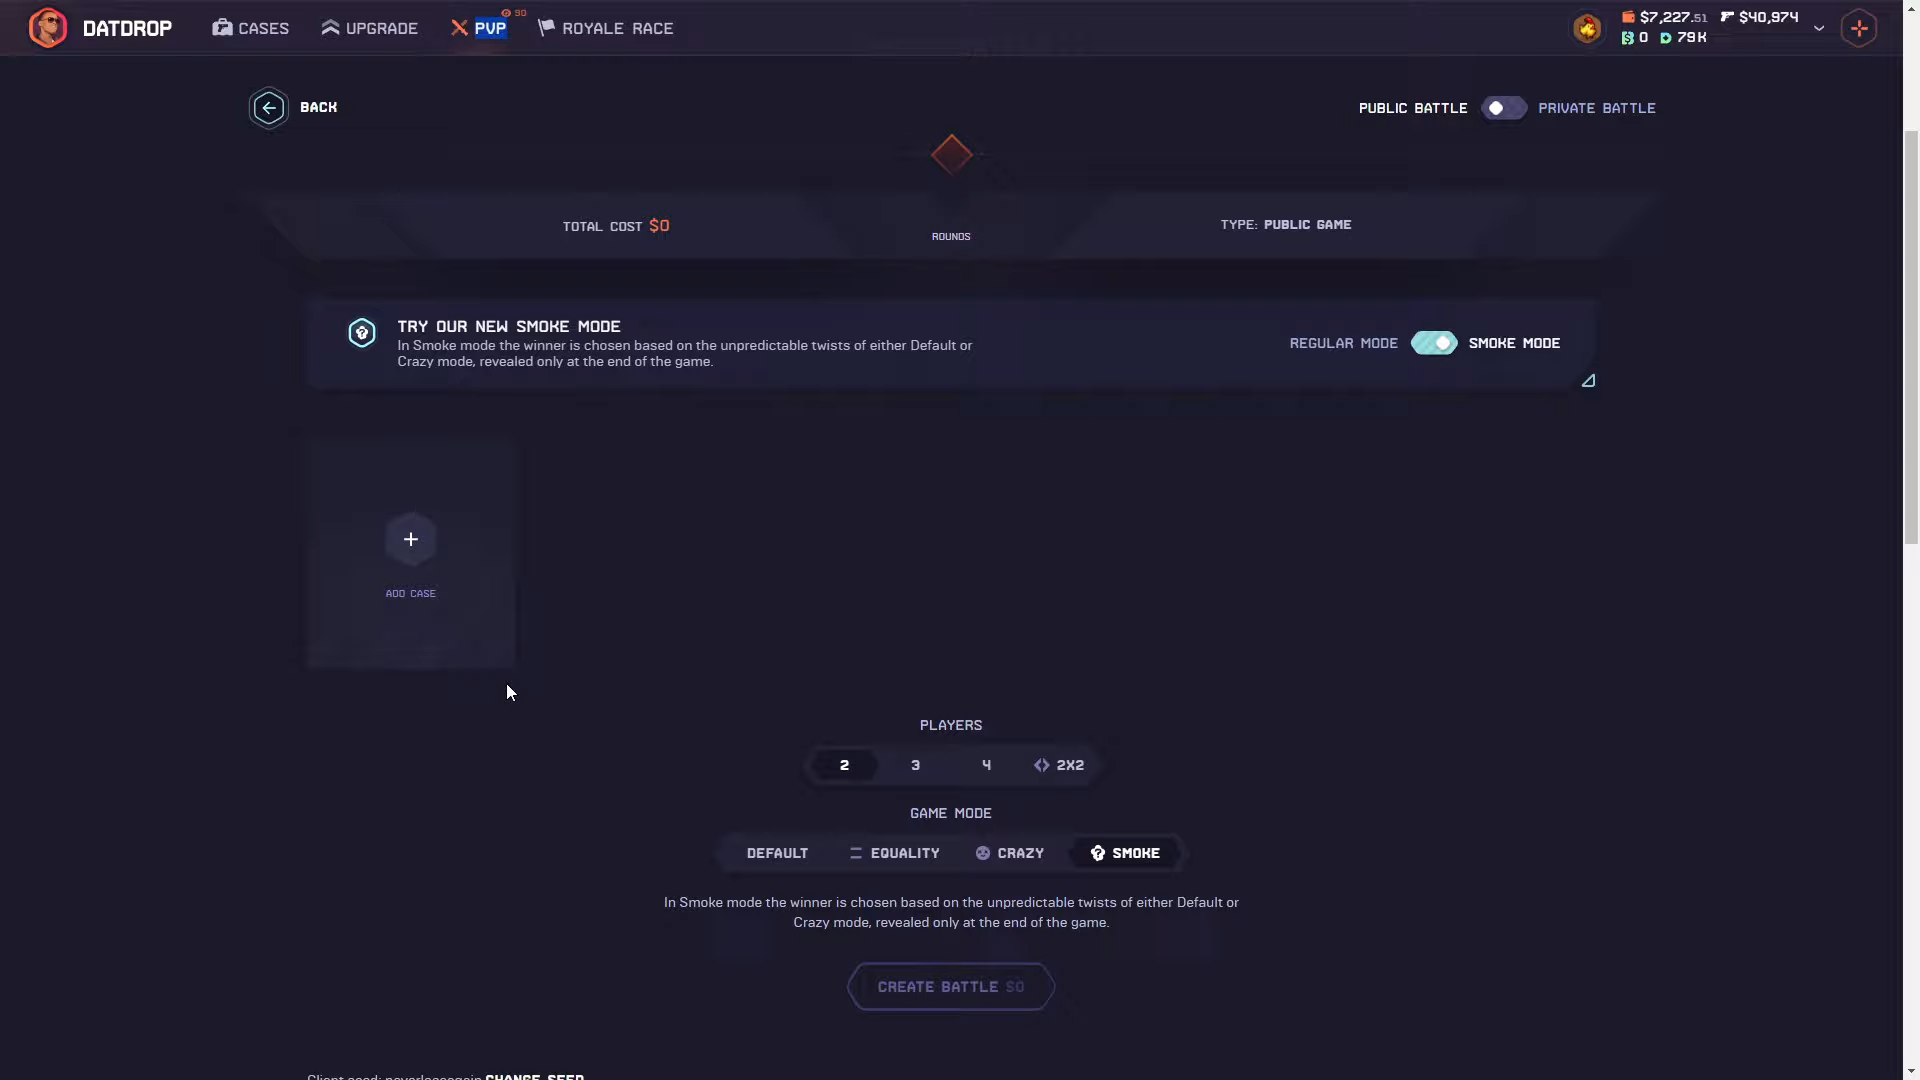 DATDROP CASES UPGRADE PVP 90 ROYALE RACE $7,227.51 $40,974
0 79K
BACK PUBLIC BATTLE PRIVATE BATTLE
TOTAL COST $0 ROUNDS TYPE: PUBLIC GAME
TRY OUR NEW SMOKE MODE
In Smoke mode the winner is chosen based on the unpredictable twists of either Default or
Crazy mode, revealed only at the end of the game.
REGULAR MODE SMOKE MODE
+
ADD CASE
PLAYERS
2 3 4 2X2
GAME MODE
DEFAULT EQUALITY CRAZY SMOKE
In Smoke mode the winner is chosen based on the unpredictable twists of either Default or
Crazy mode, revealed only at the end of the game.
CREATE BATTLE $0
Client seed: neverloseagain CHANGE SEED